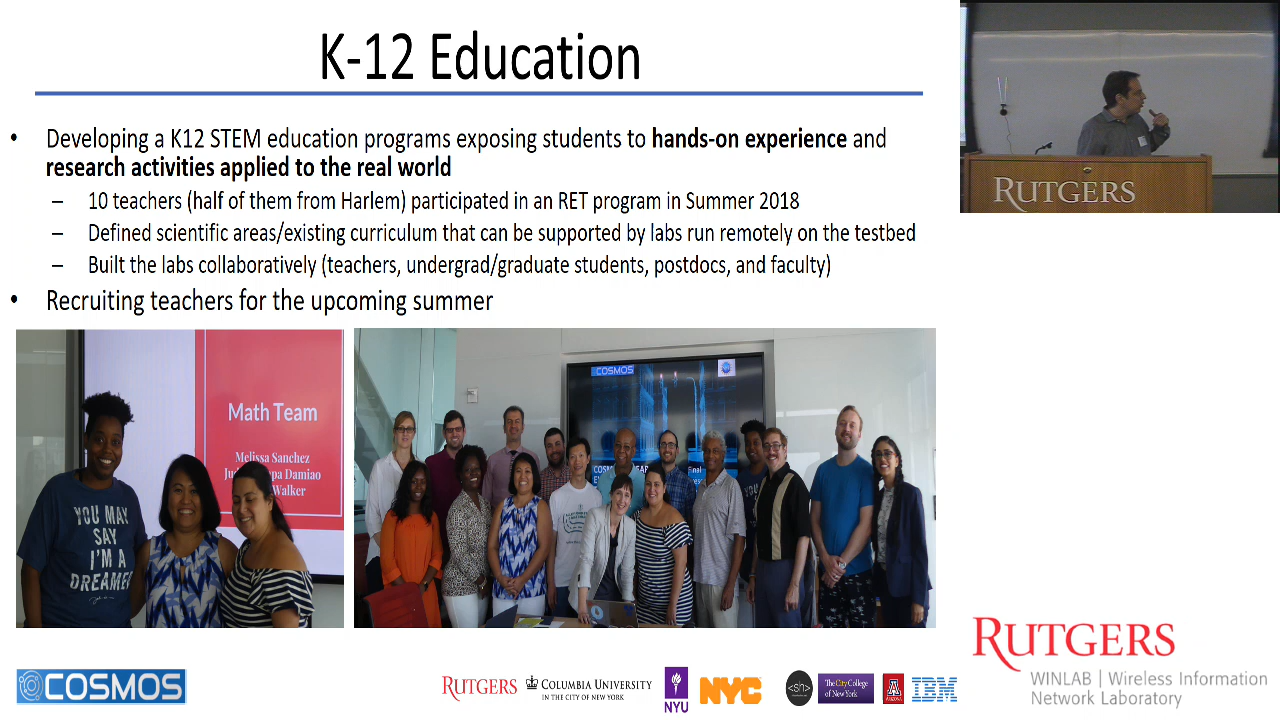 K-12 Education
• Developing a K12 STEM education programs exposing students to hands-on experience and
research activities applied to the real world
– 10 teachers (half of them from Harlem) participated in an RET program in Summer 2018
– Defined scientific areas/existing curriculum that can be supported by labs run remotely on the testbed
– Built the labs collaboratively (teachers, undergrad/graduate students, postdocs, and faculty)
• Recruiting teachers for the upcoming summer
RUTGERS
Math Team
Melissa Sanchez
Damiao
Walker
YOU MAY
SAY
I'M A
DREAMER
COSMOS
Final
COSMOS
RUTGERS
COLUMBIA UNIVERSITY
IN THE CITY OF NEW YORK
NYU
NYC
<sh>
The City College
of New York
A
ARIZONA
IBM
RUTGERS
WINLAB | Wireless Information
Network Laboratory